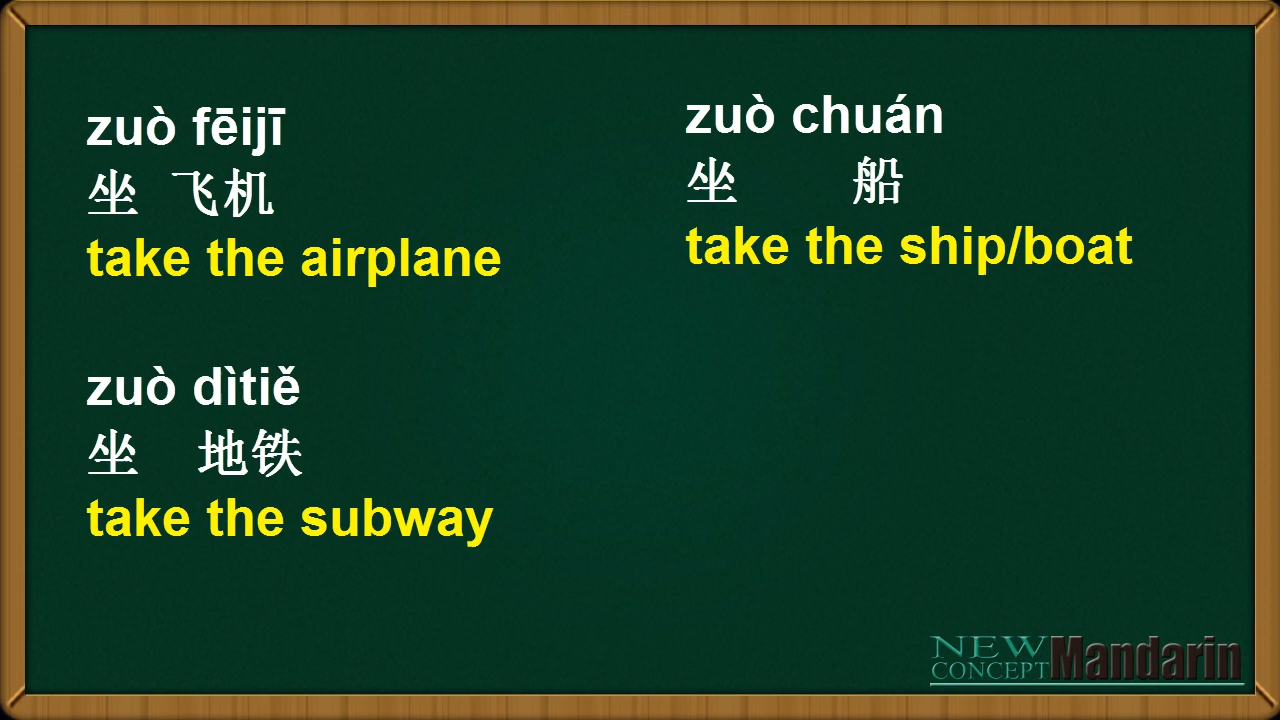 zuò fēijī
坐 飞机
take the airplane
zuò chuán
坐 船
take the ship/boat
zuò dìtiě
坐 地铁
take the subway
NEW
CONCEPT Mandarin